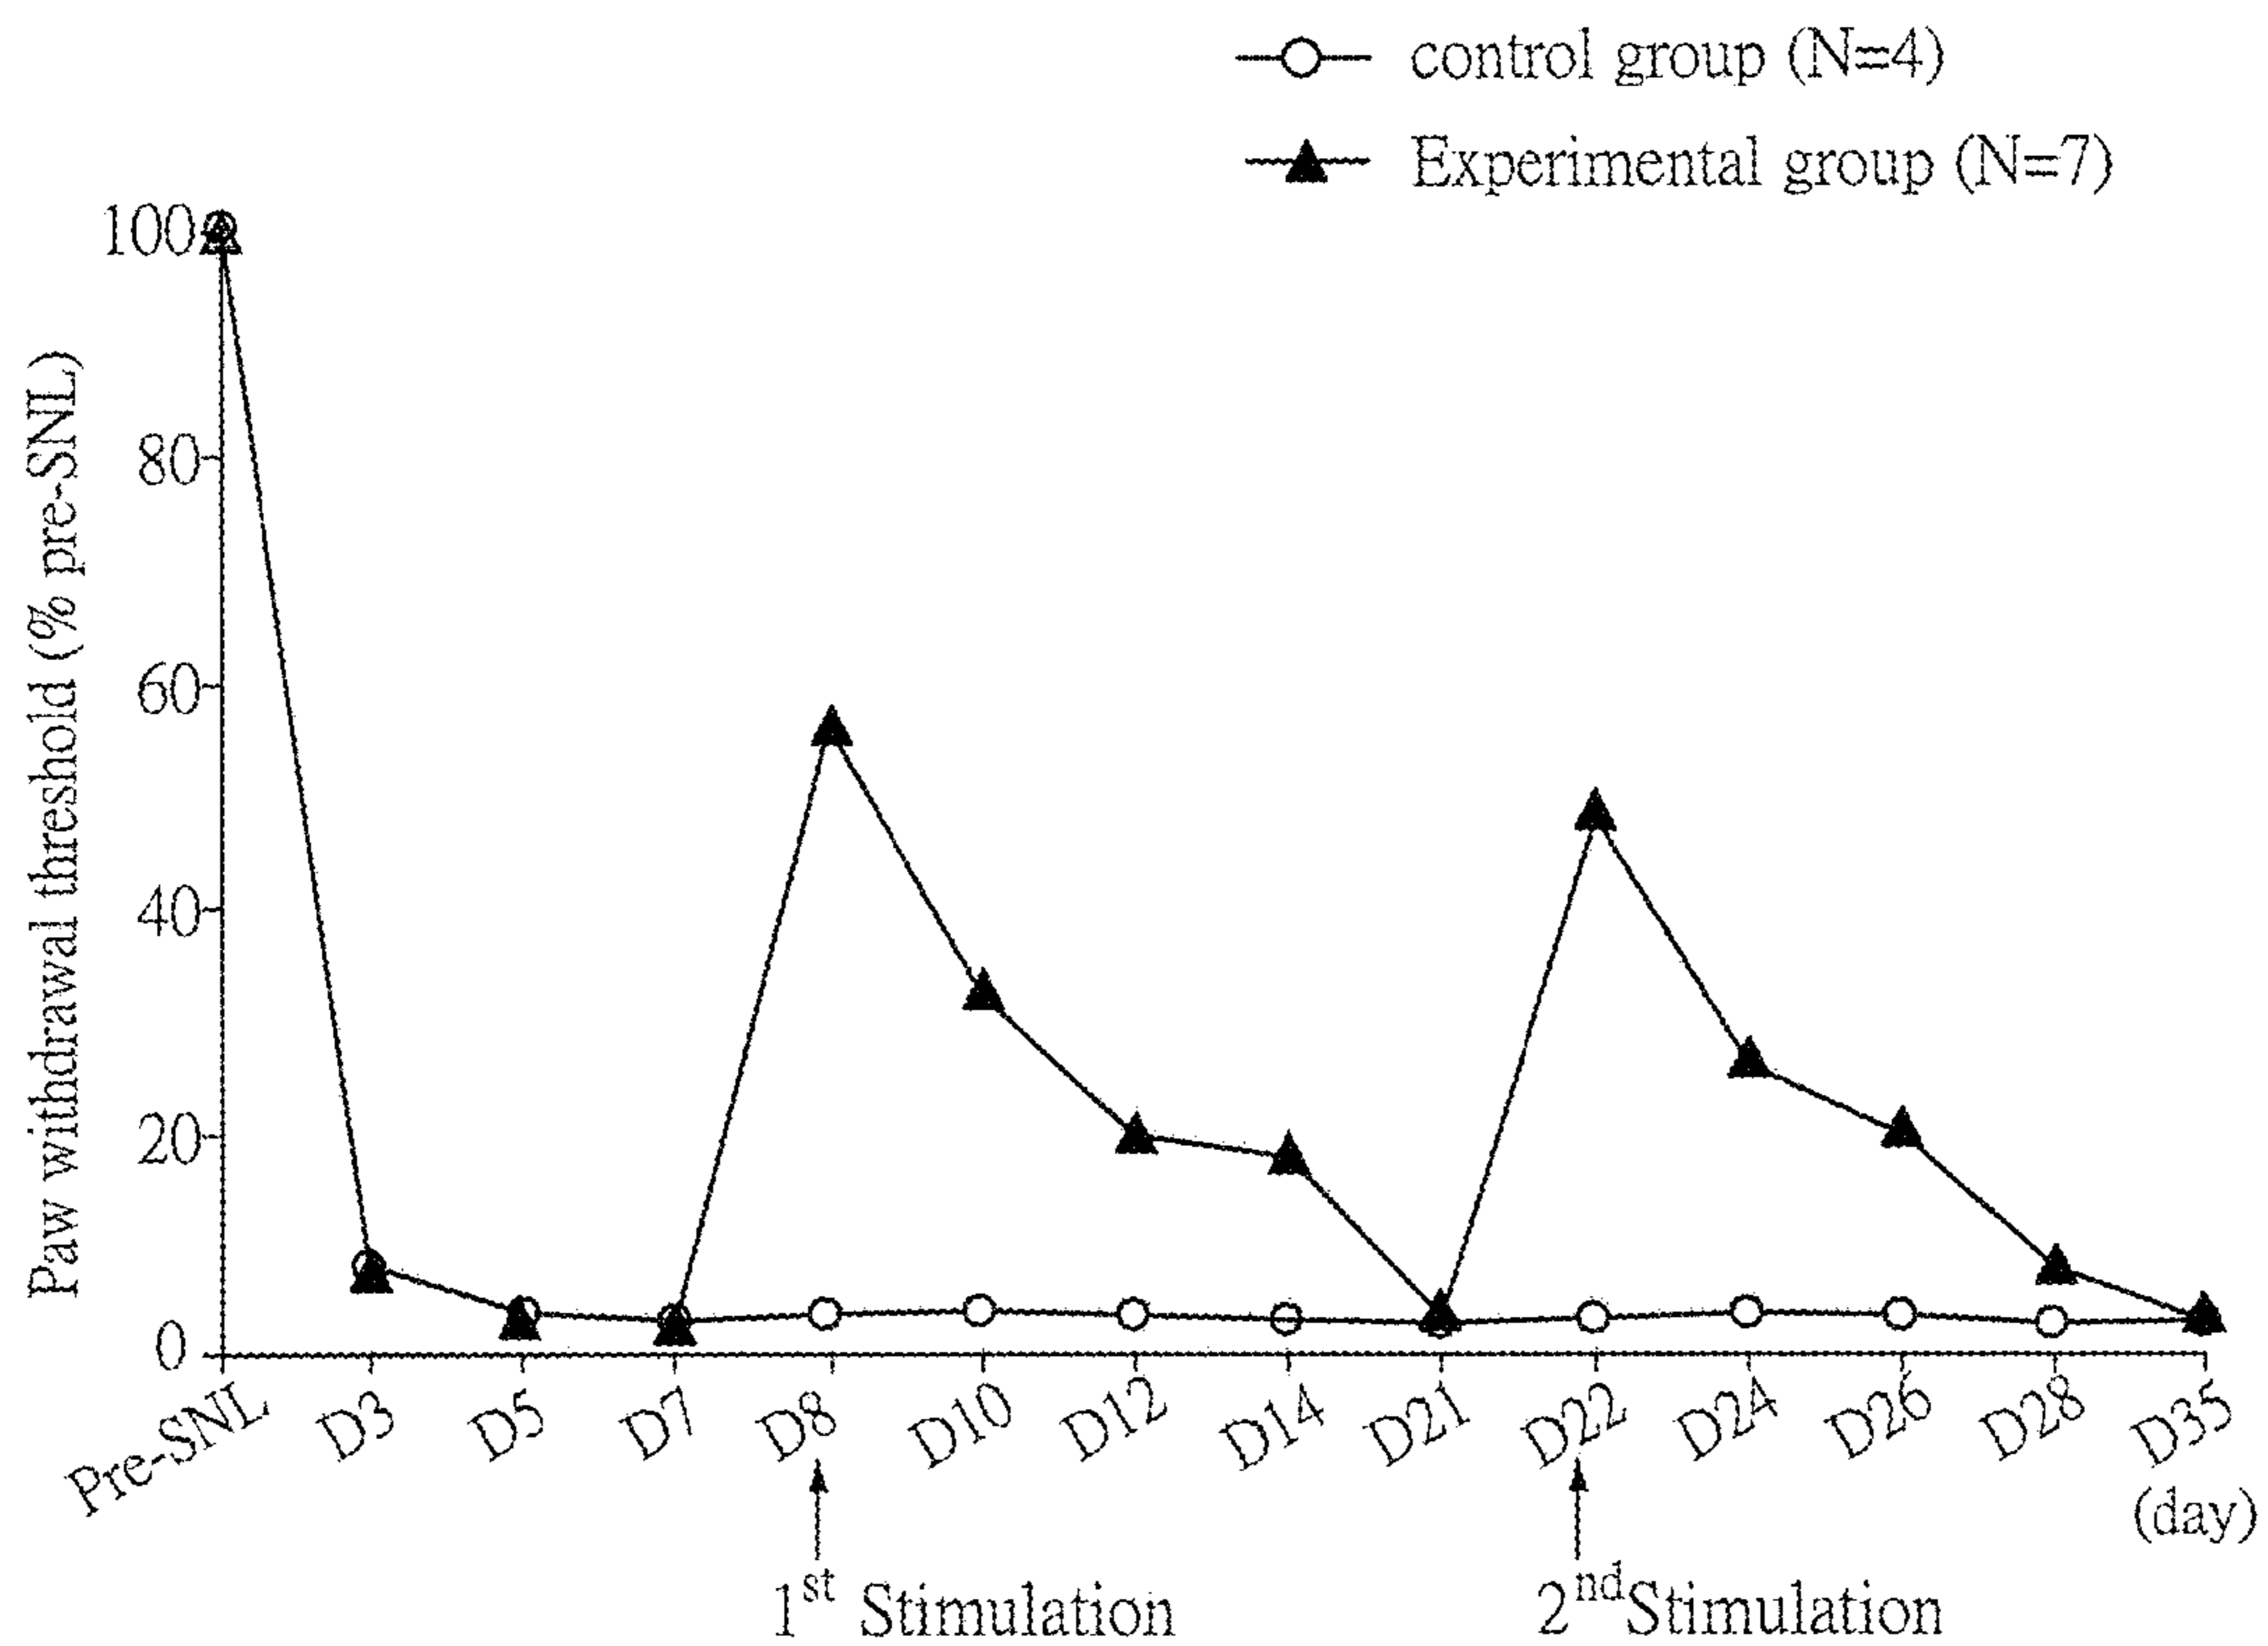 control group (N=4)
Experimental group (N=7)
Paw withdrawal threshold (% pre-SNL)
100
80
60
40
20
0
Pre-SNL D3 D5 D7 D8 D10 D12 D14 D21 D22 D24 D26 D28 D35
(day)
1st Stimulation 2nd Stimulation